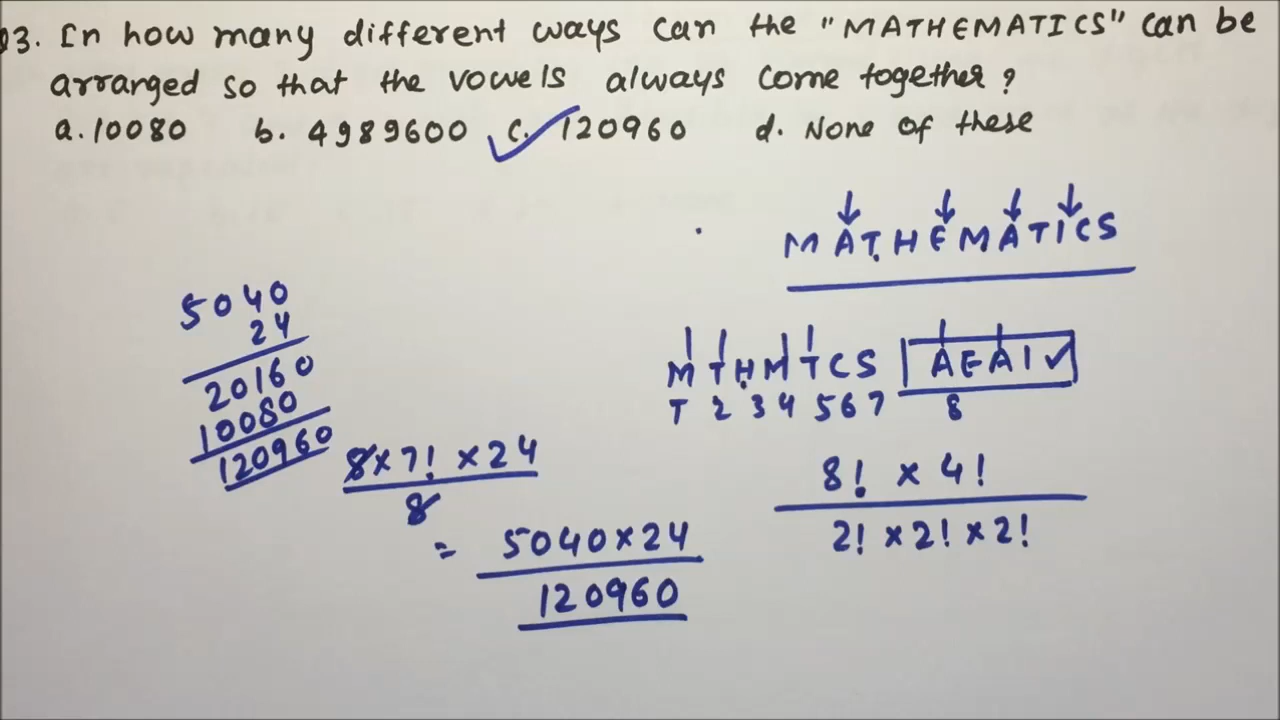 Q3. In how many different ways can the "MATHEMATICS" can be
arranged so that the vowels always come together?
a. 10080 b. 4989600 c. 120960 d. None of these
MATHEMATICS
MTHMTCS AEAI
1 2 3 4 5 6 7 8
8! × 4!
2! × 2! × 2!
5040
24
20160
10080
120960
8 × 7! × 24
8
= 5040 × 24
120960